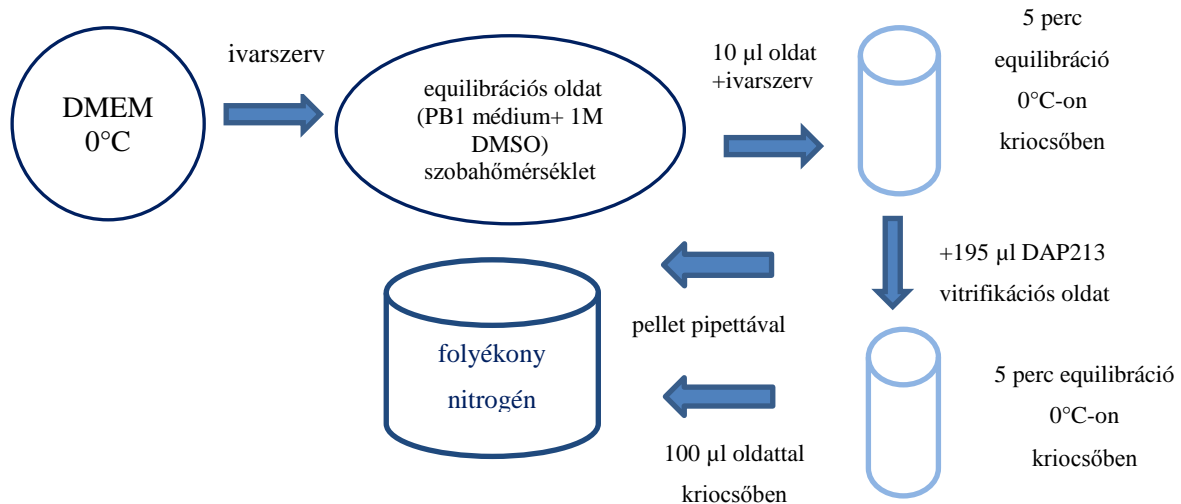 DMEM
0°C
ivarszerv
equilibrációs oldat
(PB1 médium+ 1M
DMSO)
szobahőmérséklet
10 µl oldat
+ivarszerv
5 perc
equilibráció
0°C-on
kriocsőben
+195 µl DAP213
vitrifikációs oldat
5 perc equilibráció
0°C-on
kriocsőben
pellet pipettával
100 µl oldattal
kriocsőben
folyékony
nitrogén